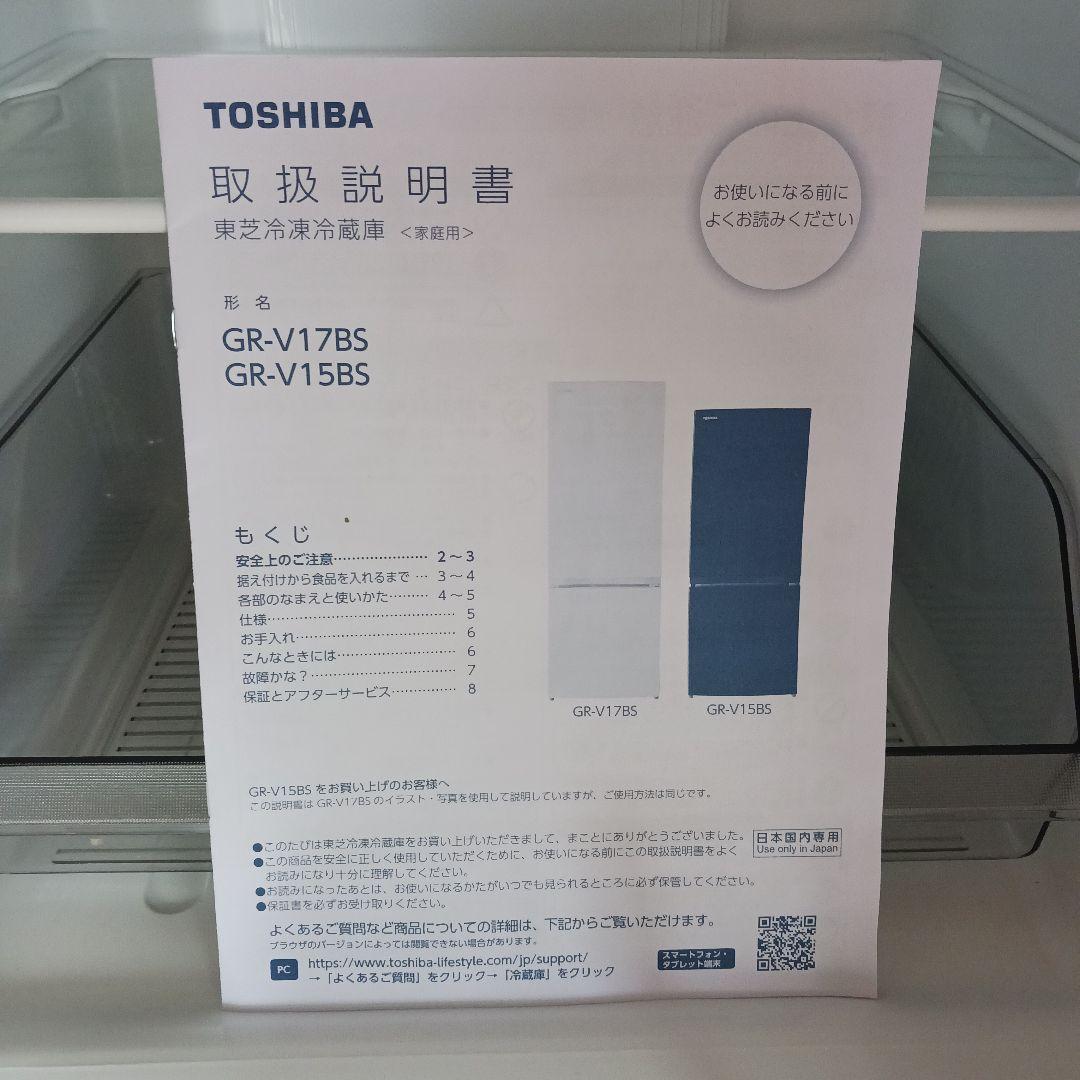 TOSHIBA
取扱説明書
東芝冷凍冷蔵庫 <家庭用>
お使いになる前に
よくお読みください
形名
GR-V17BS
GR-V15BS
TOSHIBA
もくじ
安全上のご注意………………… 2～3
据え付けから食品を入れるまで … 3～4
各部のなまえと使いかた……… 4～5
仕様…………………………………… 5
お手入れ……………………………… 6
こんなときには……………………… 6
故障かな？…………………………… 7
保証とアフターサービス…………… 8
GR-V17BS
GR-V15BS
GR-V15BS をお買い上げのお客様へ
この説明書は GR-V17BS のイラスト・写真を使用して説明していますが、ご使用方法は同じです。
●このたびは東芝冷凍冷蔵庫をお買い上げいただきまして、まことにありがとうございました。
●この商品を安全に正しく使用していただくために、お使いになる前にこの取扱説明書をよく
お読みになり十分に理解してください。
●お読みになったあとは、お使いになるかたがいつでも見られるところに必ず保管してください。
●保証書を必ずお受け取りください。
日本国内専用
Use only in Japan
よくあるご質問など商品についての詳細は、下記からご覧いただけます。
ブラウザのバージョンによっては閲覧できない場合があります。
PC
https://www.toshiba-lifestyle.com/jp/support/
→「よくあるご質問」をクリック→「冷蔵庫」をクリック
スマートフォン・
タブレット端末